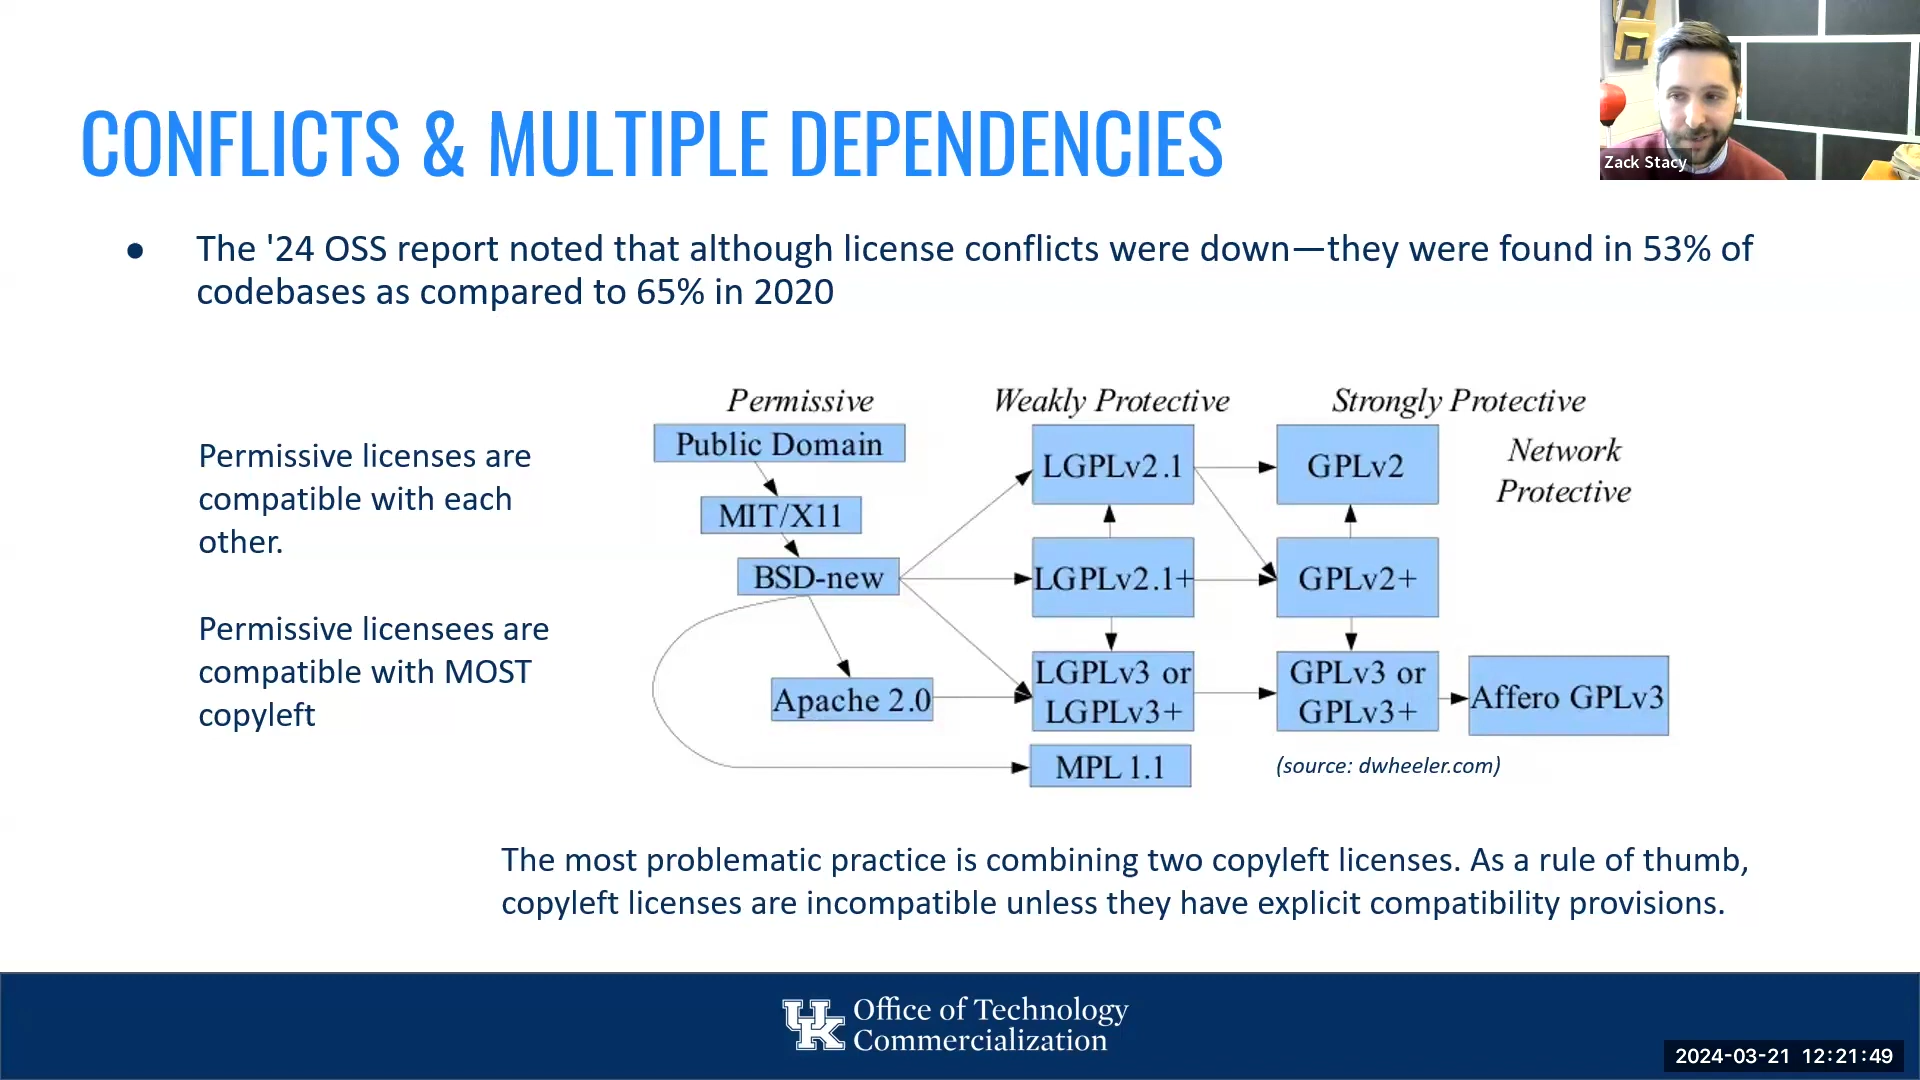 Zack Stacy
CONFLICTS & MULTIPLE DEPENDENCIES
● The '24 OSS report noted that although license conflicts were down—they were found in 53% of
codebases as compared to 65% in 2020
Permissive licenses are
compatible with each
other.
Permissive licensees are
compatible with MOST
copyleft
Permissive
Public Domain
MIT/X11
BSD-new
Apache 2.0
Weakly Protective
LGPLv2.1
LGPLv2.1+
LGPLv3 or
LGPLv3+
MPL 1.1
Strongly Protective
GPLv2
GPLv2+
GPLv3 or
GPLv3+
Network
Protective
Affero GPLv3
(source: dwheeler.com)
The most problematic practice is combining two copyleft licenses. As a rule of thumb,
copyleft licenses are incompatible unless they have explicit compatibility provisions.
UK
Office of Technology
Commercialization
2024-03-21 12:21:49